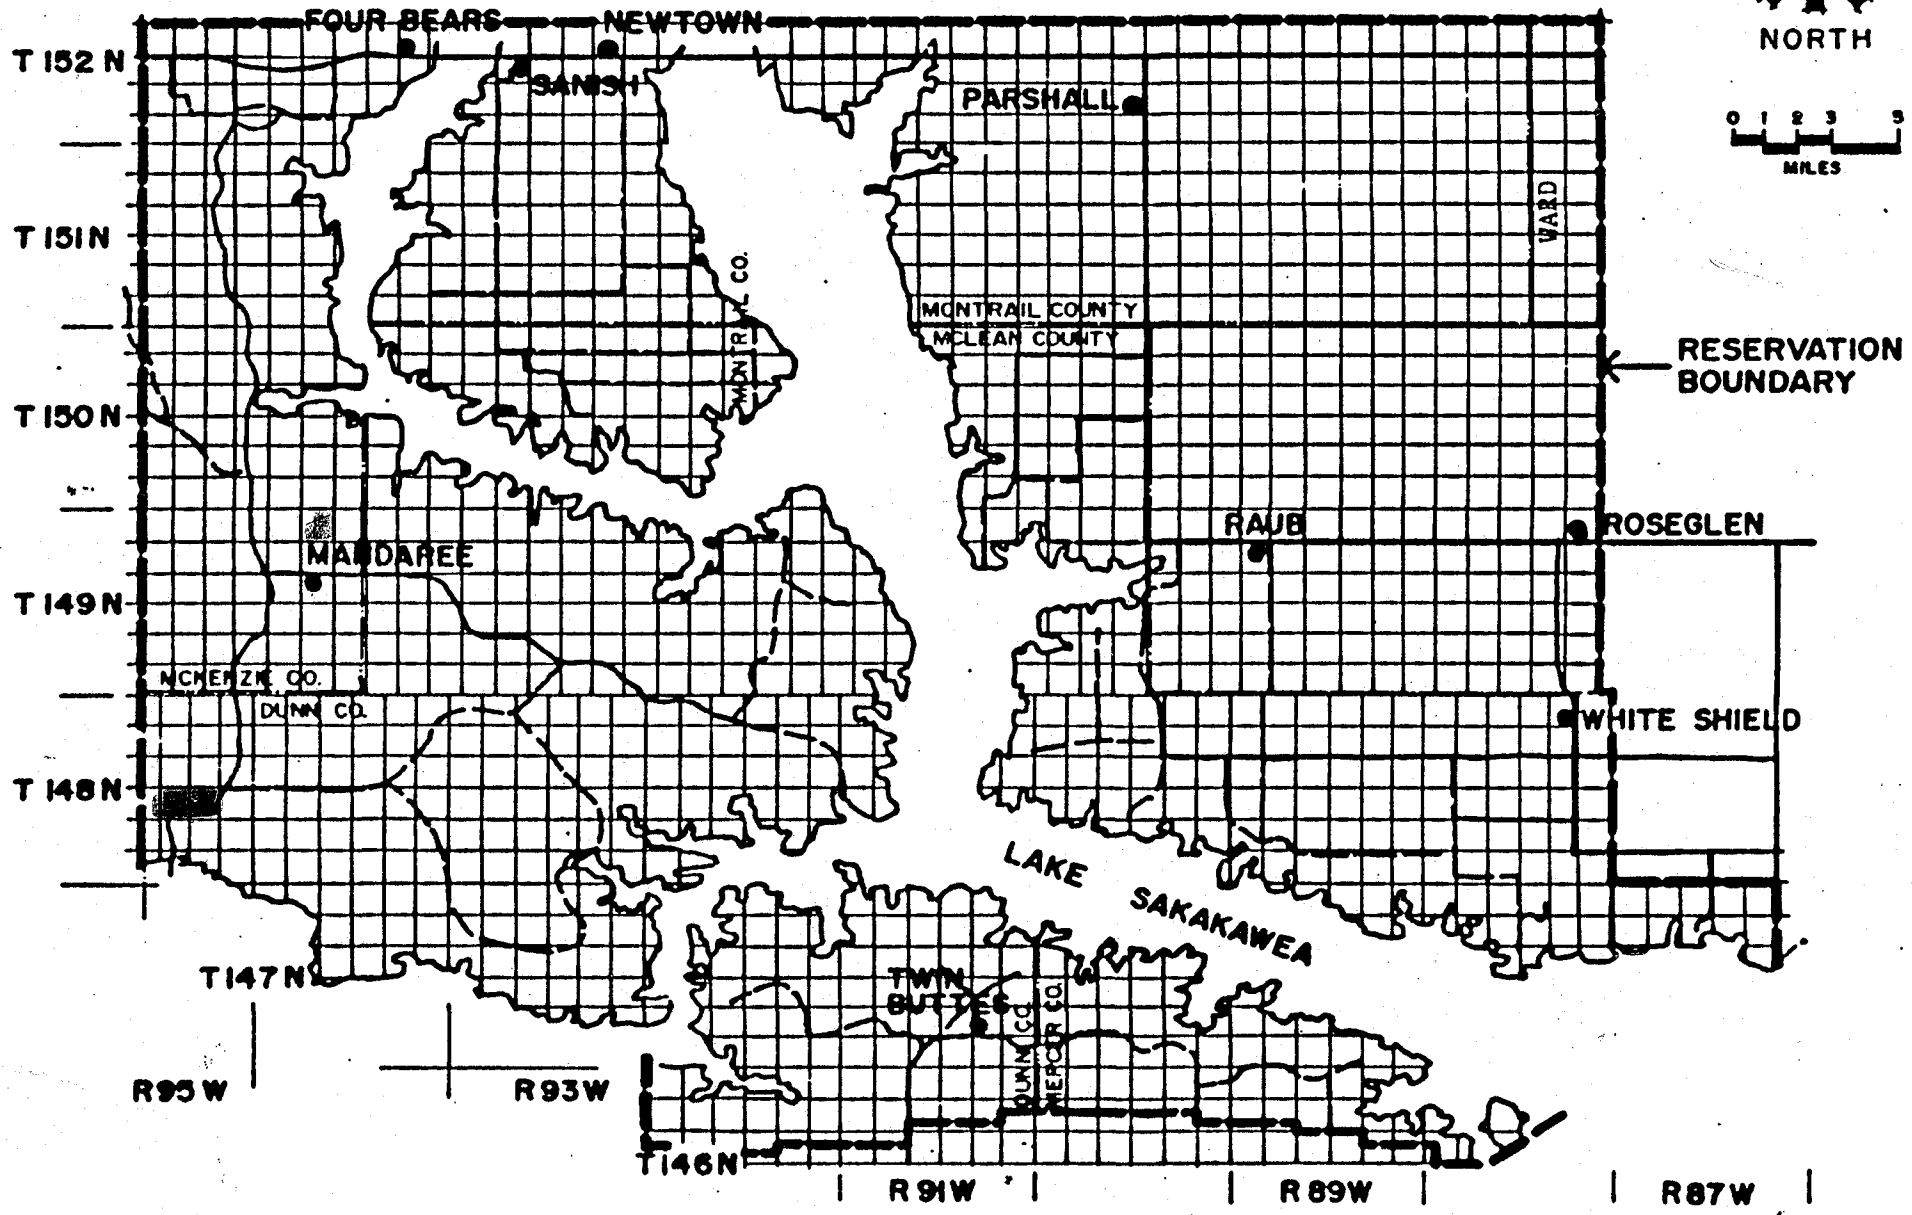 FOUR BEARS
NEWTOWN
NORTH
T 152 N
SANISH
PARSHALL
0 1 2 3 5
MILES
WARD
T 151 N
MONTRAIL CO.
MONTRAIL COUNTY
MCLEAN COUNTY
RESERVATION
BOUNDARY
T 150 N
RAUB
ROSEGLEN
MANDAREE
T 149 N
MCKENZIE CO.
DUNN CO.
WHITE SHIELD
T 148 N
LAKE SAKAKAWEA
T 147 N
TWIN
BUTTES
DUNN CO.
MERCER CO.
R 95 W
R 93 W
T 146 N
R 91 W
R 89 W
R 87 W